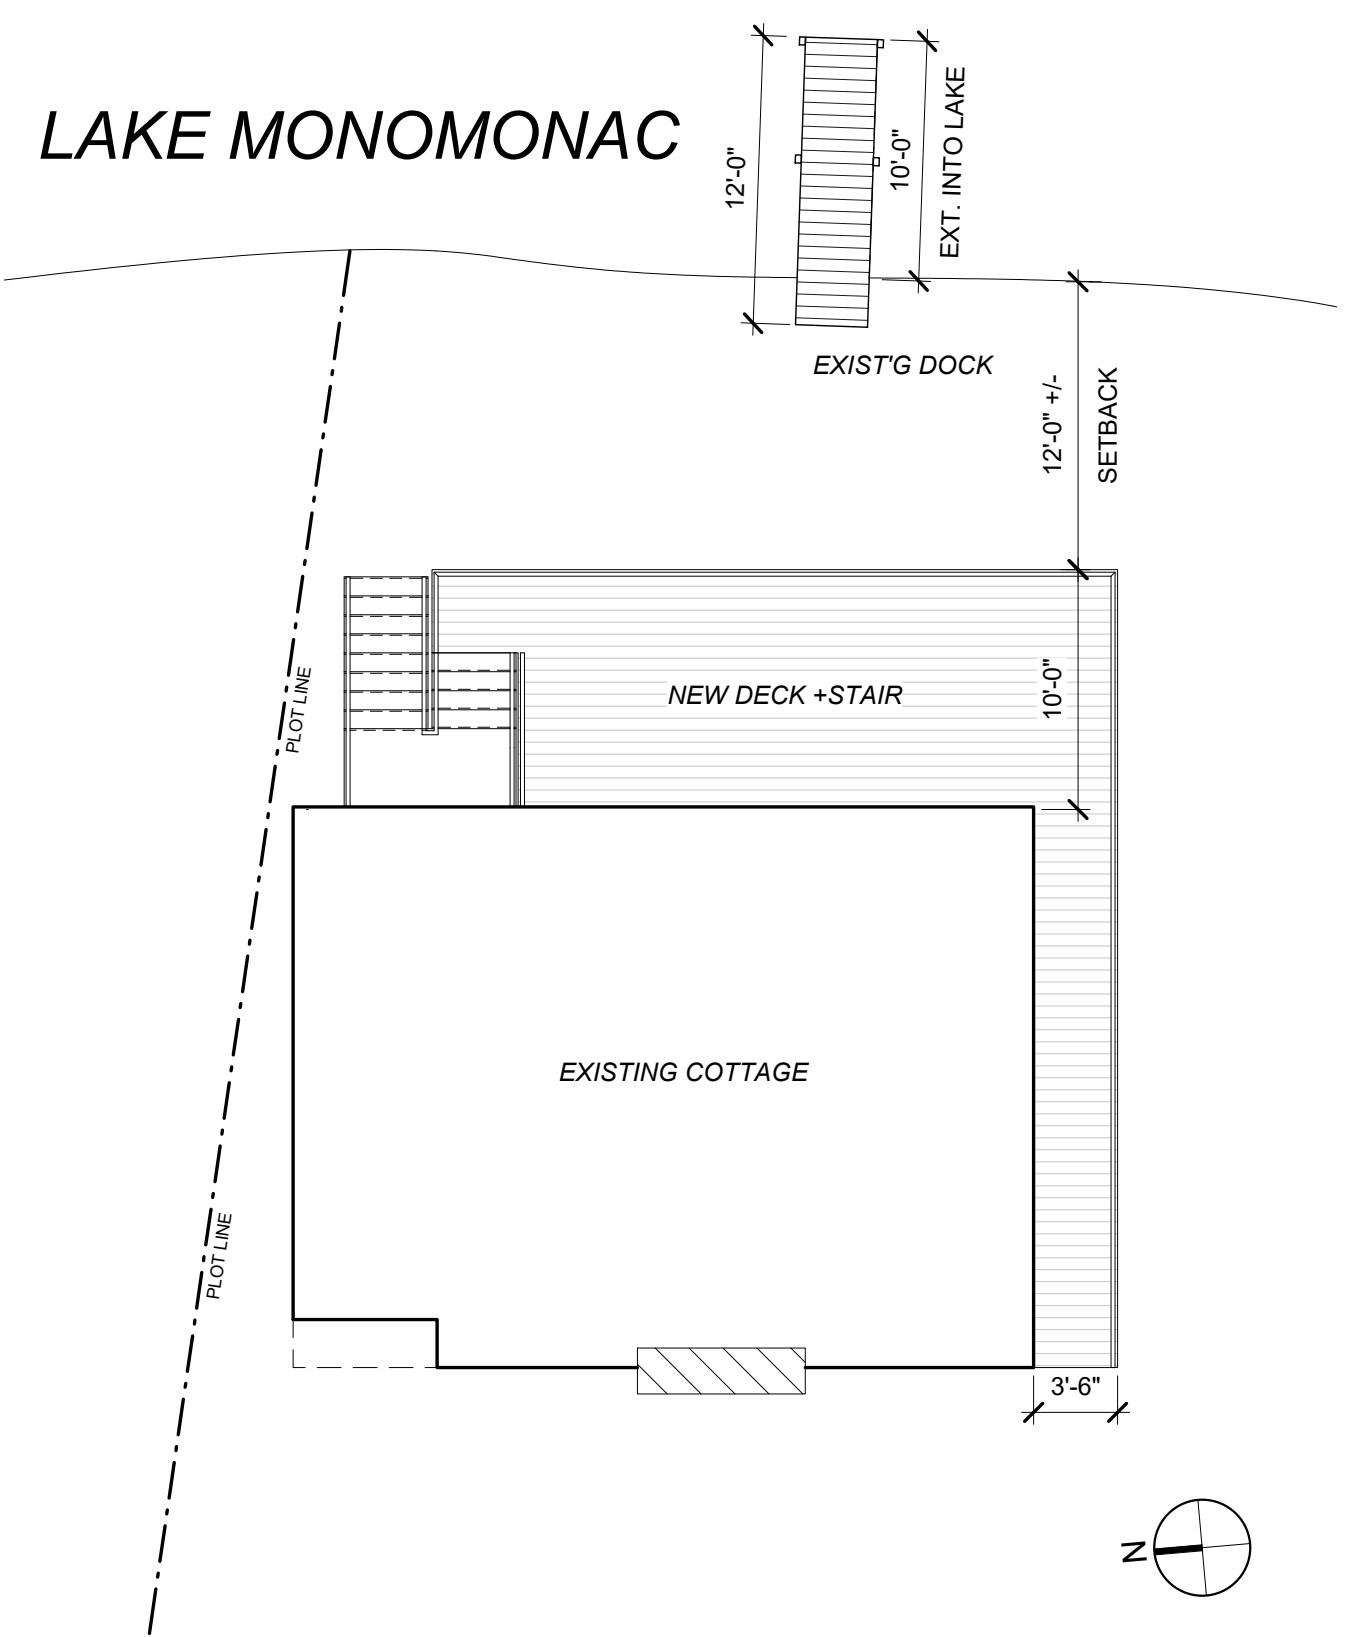 LAKE MONOMONAC
12'-0"
10'-0"
EXT. INTO LAKE
EXIST'G DOCK
12'-0" +/-
SETBACK
PLOT LINE
NEW DECK +STAIR
10'-0"
EXISTING COTTAGE
PLOT LINE
3'-6"
N